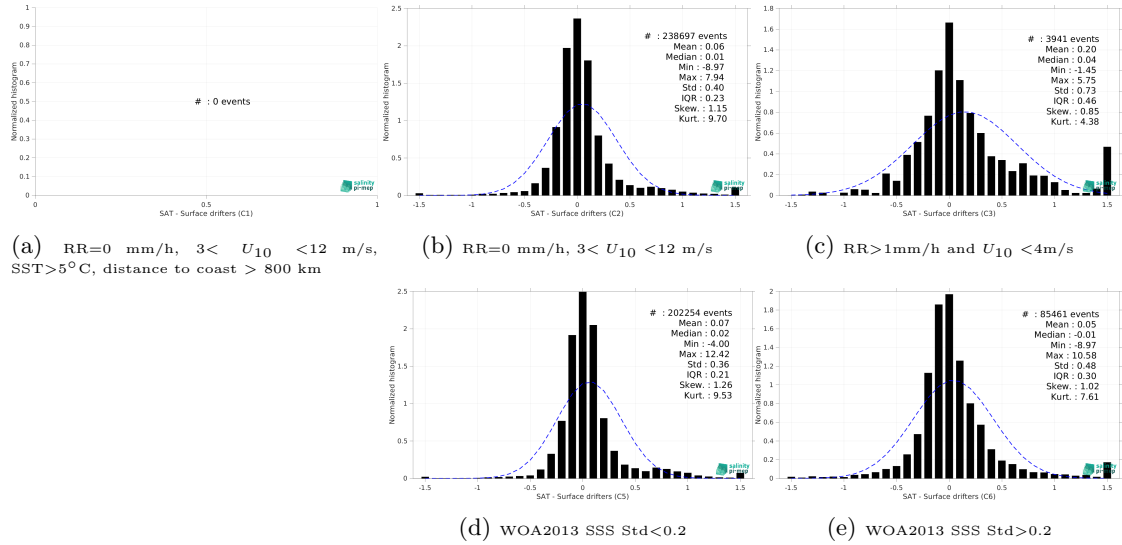 1
0.9
0.8
0.7
0.6
0.5
0.4
0.3
0.2
0.1
0
Normalized histogram
# : 0 events
salinity
pi-mep
0 0.5 1
SAT - Surface drifters (C1)
(a) RR=0 mm/h, 3< U10 <12 m/s,
SST>5°C, distance to coast > 800 km
2.5
2
1.5
1
0.5
0
Normalized histogram
# : 238697 events
Mean : 0.06
Median : 0.01
Min : -8.97
Max : 7.94
Std : 0.40
IQR : 0.23
Skew. : 1.15
Kurt. : 9.70
salinity
pi-mep
-1.5 -1 -0.5 0 0.5 1 1.5
SAT - Surface drifters (C2)
(b) RR=0 mm/h, 3< U10 <12 m/s
1.8
1.6
1.4
1.2
1
0.8
0.6
0.4
0.2
0
Normalized histogram
# : 3941 events
Mean : 0.20
Median : 0.04
Min : -1.45
Max : 5.75
Std : 0.73
IQR : 0.46
Skew. : 0.85
Kurt. : 4.38
salinity
pi-mep
-1.5 -1 -0.5 0 0.5 1 1.5
SAT - Surface drifters (C3)
(c) RR>1mm/h and U10 <4m/s
2.5
2
1.5
1
0.5
0
Normalized histogram
# : 202254 events
Mean : 0.07
Median : 0.02
Min : -4.00
Max : 12.42
Std : 0.36
IQR : 0.21
Skew. : 1.26
Kurt. : 9.53
salinity
pi-mep
-1.5 -1 -0.5 0 0.5 1 1.5
SAT - Surface drifters (C5)
(d) WOA2013 SSS Std<0.2
2
1.8
1.6
1.4
1.2
1
0.8
0.6
0.4
0.2
0
Normalized histogram
# : 85461 events
Mean : 0.05
Median : -0.01
Min : -8.97
Max : 10.58
Std : 0.48
IQR : 0.30
Skew. : 1.02
Kurt. : 7.61
salinity
pi-mep
-1.5 -1 -0.5 0 0.5 1 1.5
SAT - Surface drifters (C6)
(e) WOA2013 SSS Std>0.2